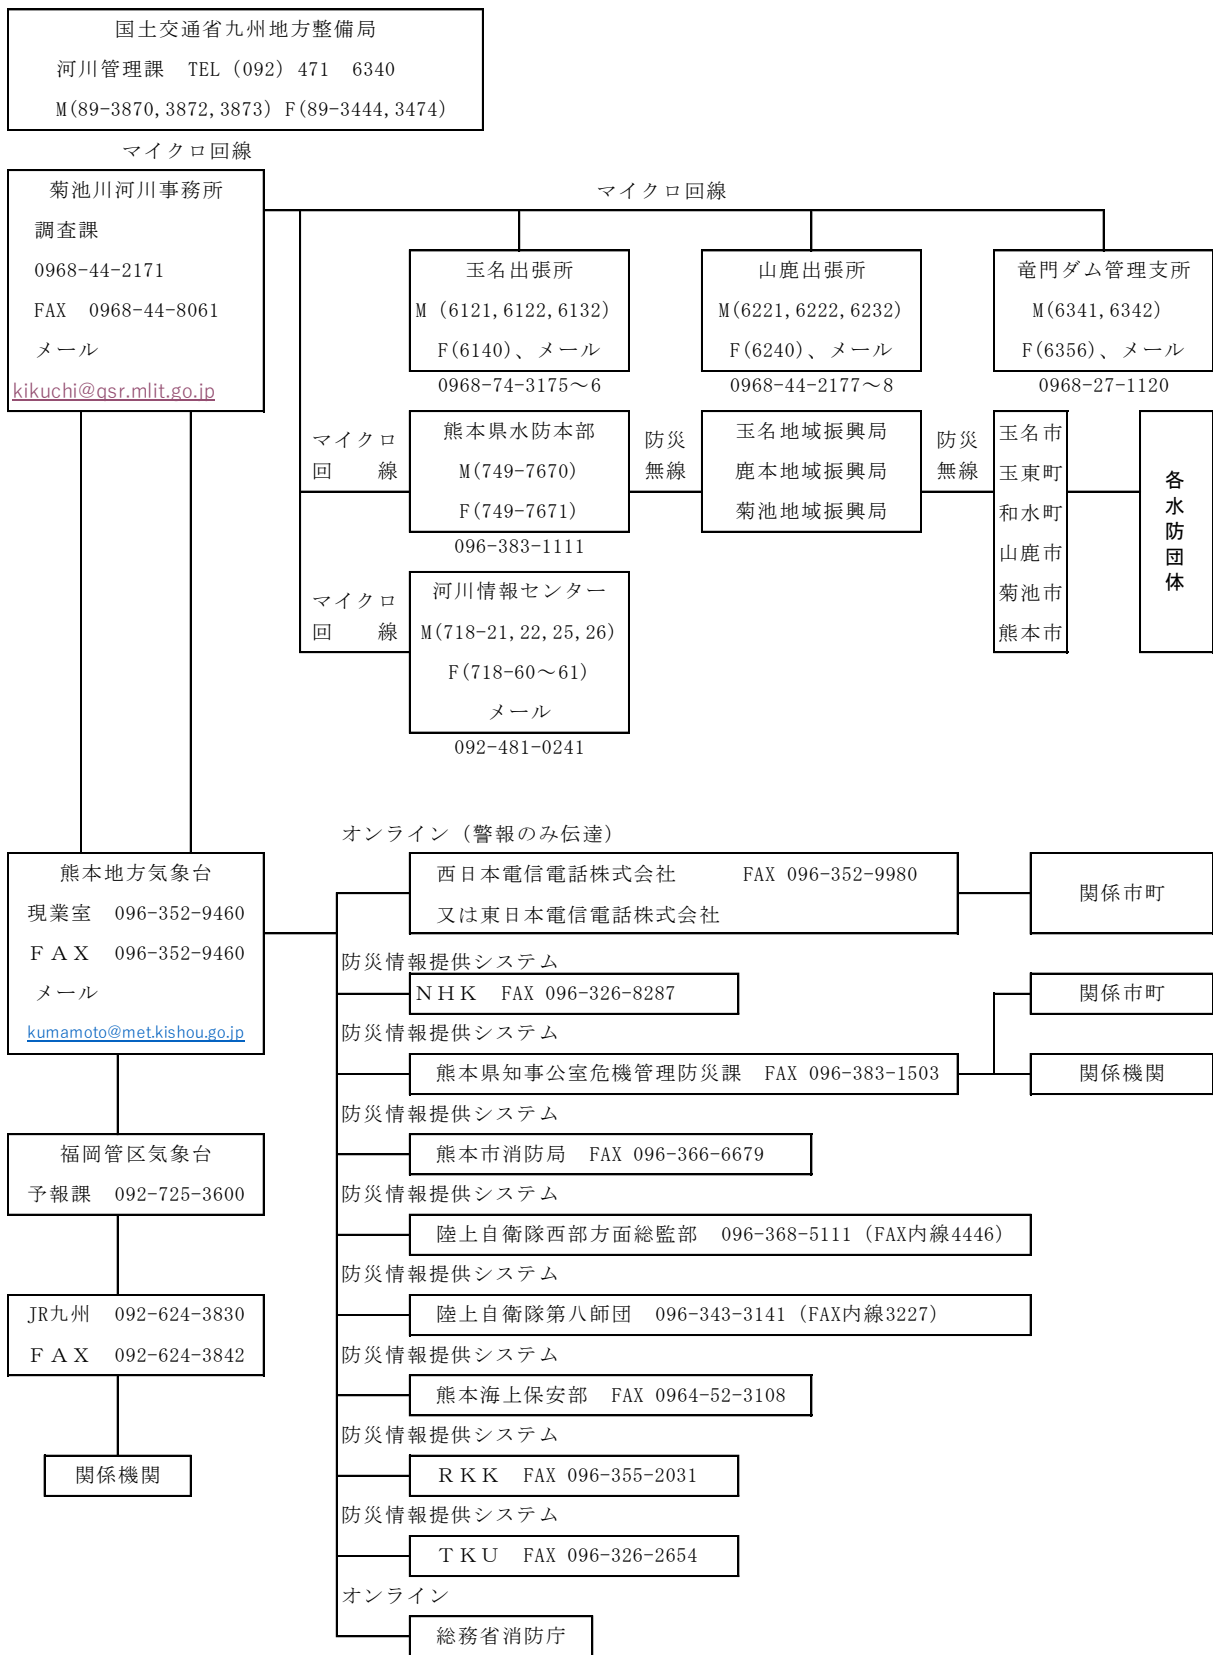 国土交通省九州地方整備局
河川管理課　TEL (092) 471　6340
M(89-3870,3872,3873) F(89-3444,3474)
マイクロ回線
菊池川河川事務所
調査課
0968-44-2171
FAX　0968-44-8061
メール
kikuchi@qsr.mlit.go.jp
マイクロ回線
玉名出張所
M (6121,6122,6132)
F(6140)、メール
0968-74-3175～6
山鹿出張所
M(6221,6222,6232)
F(6240)、メール
0968-44-2177～8
竜門ダム管理支所
M(6341,6342)
F(6356)、メール
0968-27-1120
マイクロ
回　　線
熊本県水防本部
M(749-7670)
F(749-7671)
096-383-1111
防災
無線
玉名地域振興局
鹿本地域振興局
菊池地域振興局
防災
無線
玉名市
玉東町
和水町
山鹿市
菊池市
熊本市
各水防団体
マイクロ
回　　線
河川情報センター
M(718-21,22,25,26)
F(718-60～61)
メール
092-481-0241
熊本地方気象台
現業室　096-352-9460
ＦＡＸ　096-352-9460
メール
kumamoto@met.kishou.go.jp
福岡管区気象台
予報課　092-725-3600
JR九州　092-624-3830
ＦＡＸ　092-624-3842
関係機関
オンライン（警報のみ伝達）
西日本電信電話株式会社　　　FAX 096-352-9980
又は東日本電信電話株式会社
関係市町
防災情報提供システム
ＮＨＫ　FAX 096-326-8287
関係市町
防災情報提供システム
熊本県知事公室危機管理防災課　FAX 096-383-1503
関係機関
防災情報提供システム
熊本市消防局　FAX 096-366-6679
防災情報提供システム
陸上自衛隊西部方面総監部　096-368-5111（FAX内線4446）
防災情報提供システム
陸上自衛隊第八師団　096-343-3141（FAX内線3227）
防災情報提供システム
熊本海上保安部　FAX 0964-52-3108
防災情報提供システム
ＲＫＫ　FAX 096-355-2031
防災情報提供システム
ＴＫＵ　FAX 096-326-2654
オンライン
総務省消防庁